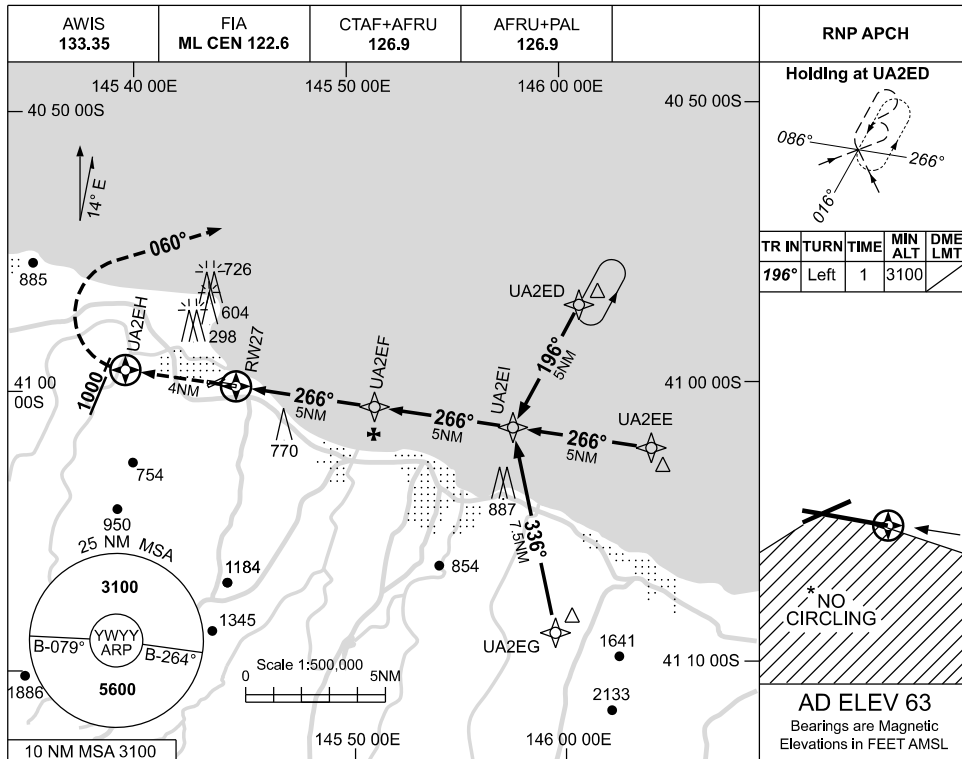 AWIS
133.35
FIA
ML CEN 122.6
CTAF+AFRU
126.9
AFRU+PAL
126.9
RNP APCH
145 40 00E
145 50 00E
146 00 00E
40 50 00S
40 50 00S
Holding at UA2ED
086°
266°
016°
TR IN
TURN
TIME
MIN ALT
DME LMT
196°
Left
1
3100
14° E
060°
885
726
604
298
UA2EH
RW27
UA2EF
UA2EI
UA2ED
196°
5NM
41 00 00S
41 00 00S
1000
4NM
266°
5NM
266°
5NM
266°
5NM
UA2EE
770
887
754
950
336°
7.5NM
854
UA2EG
25 NM MSA
3100
YWYY
ARP
B-079°
B-264°
5600
1184
1345
1886
Scale 1:500,000
0
5NM
1641
2133
41 10 00S
145 50 00E
146 00 00E
10 NM MSA 3100
*NO
CIRCLING
AD ELEV 63
Bearings are Magnetic
Elevations in FEET AMSL